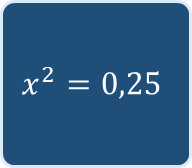 x² = 0,25